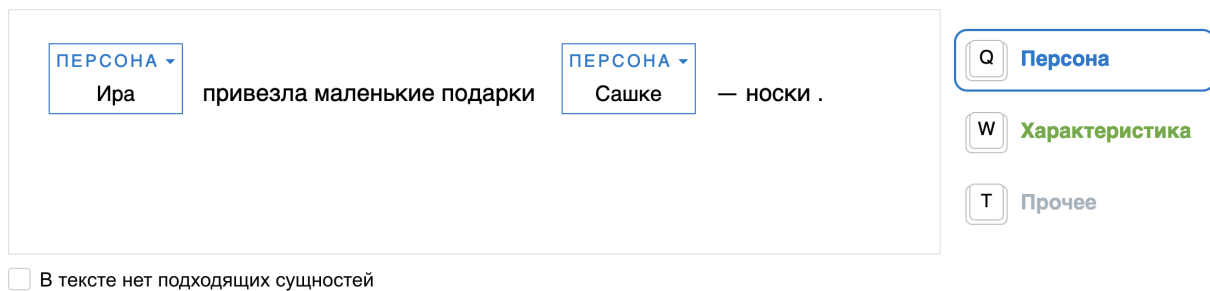 ПЕРСОНА ПЕРСОНА
Ира привезла маленькие подарки Сашке — носки .
Q Персона
W Характеристика
T Прочее
В тексте нет подходящих сущностей